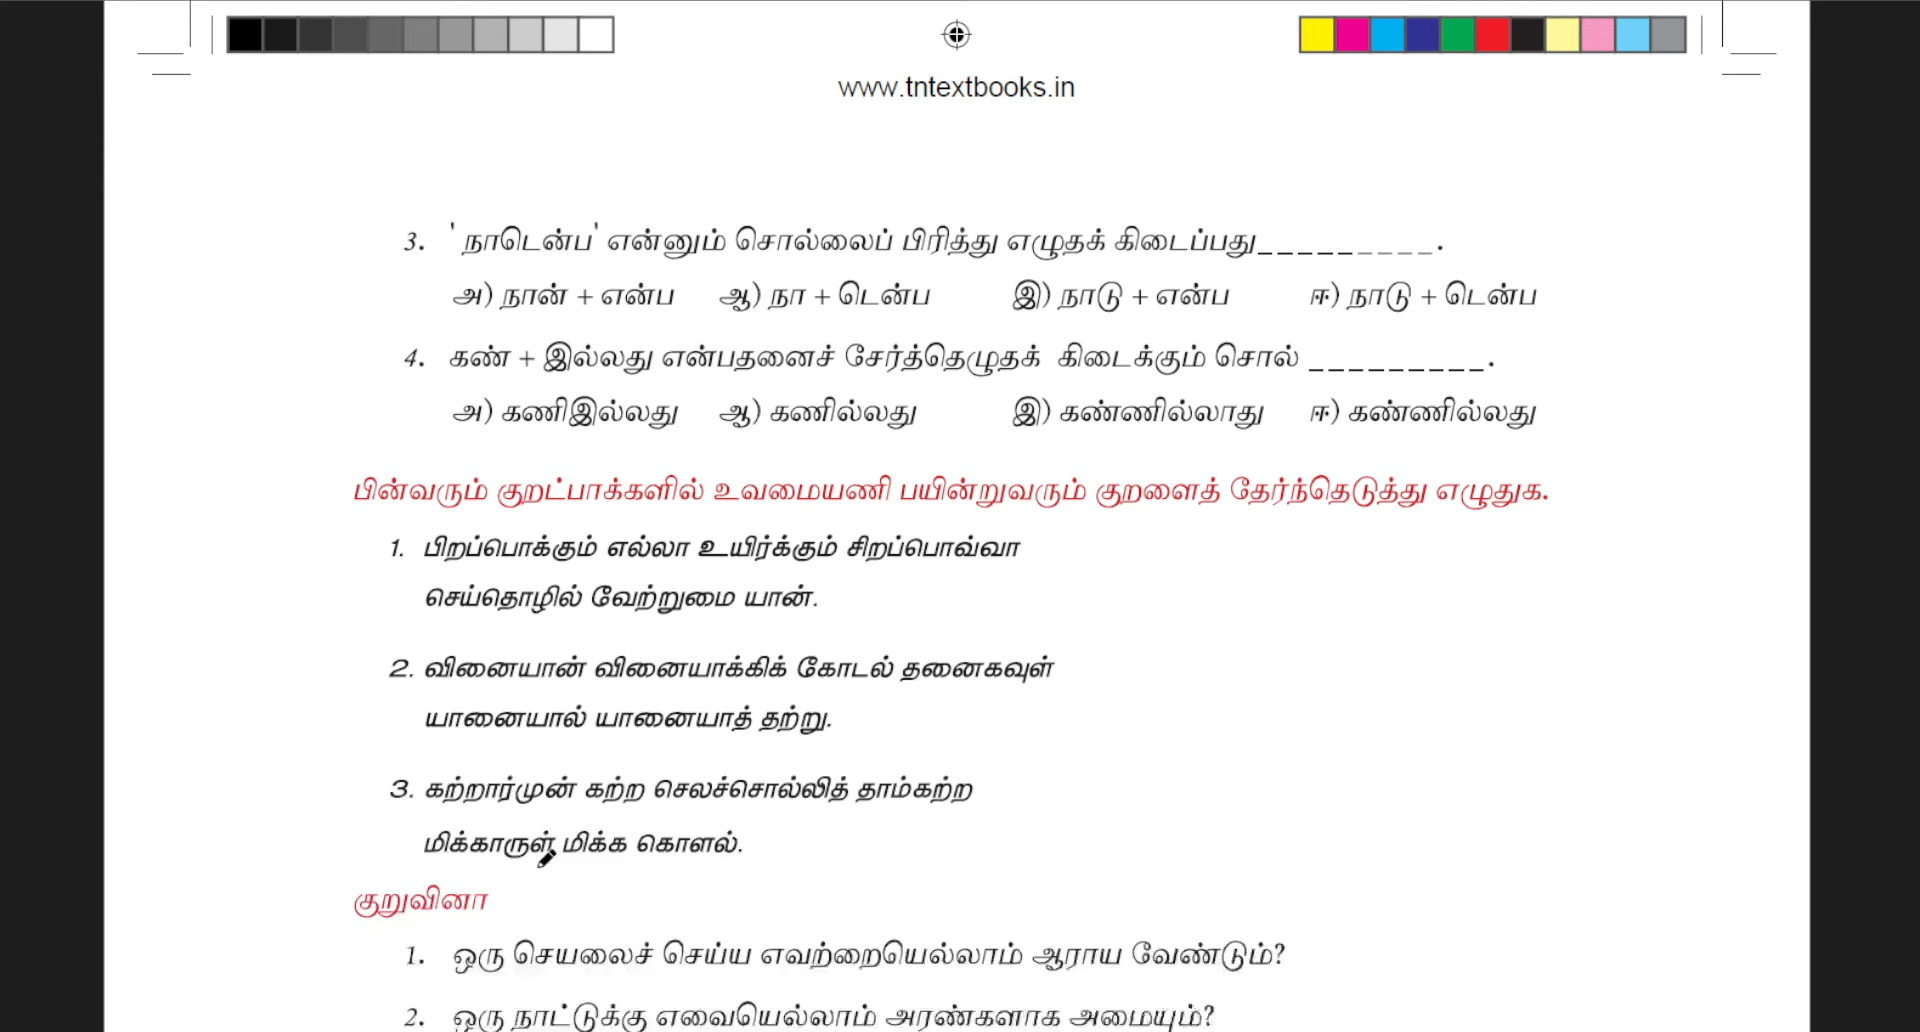 www.tntextbooks.in
3. 'நாடென்ப' என்னும் சொல்லைப் பிரித்து எழுதக் கிடைப்பது_________.
அ) நான் + என்ப ஆ) நா + டென்ப இ) நாடு + என்ப ஈ) நாடு + டென்ப
4. கண் + இல்லது என்பதனைச் சேர்த்தெழுதக் கிடைக்கும் சொல் _________.
அ) கணிஇல்லது ஆ) கணில்லது இ) கண்ணில்லாது ஈ) கண்ணில்லது
பின்வரும் குறட்பாக்களில் உவமையணி பயின்றுவரும் குறளைத் தேர்ந்தெடுத்து எழுதுக.
1. பிறப்பொக்கும் எல்லா உயிர்க்கும் சிறப்பொவ்வா
செய்தொழில் வேற்றுமை யான்.
2. வினையான் வினையாக்கிக் கோடல் தனைகவுள்
யானையால் யானையாத் தற்று.
3. கற்றார்முன் கற்ற செலச்சொல்லித் தாம்கற்ற
மிக்காருள் மிக்க கொளல்.
குறுவினா
1. ஒரு செயலைச் செய்ய எவற்றையெல்லாம் ஆராய வேண்டும்?
2. ஒரு நாட்டுக்கு எவையெல்லாம் அரண்களாக அமையும்?